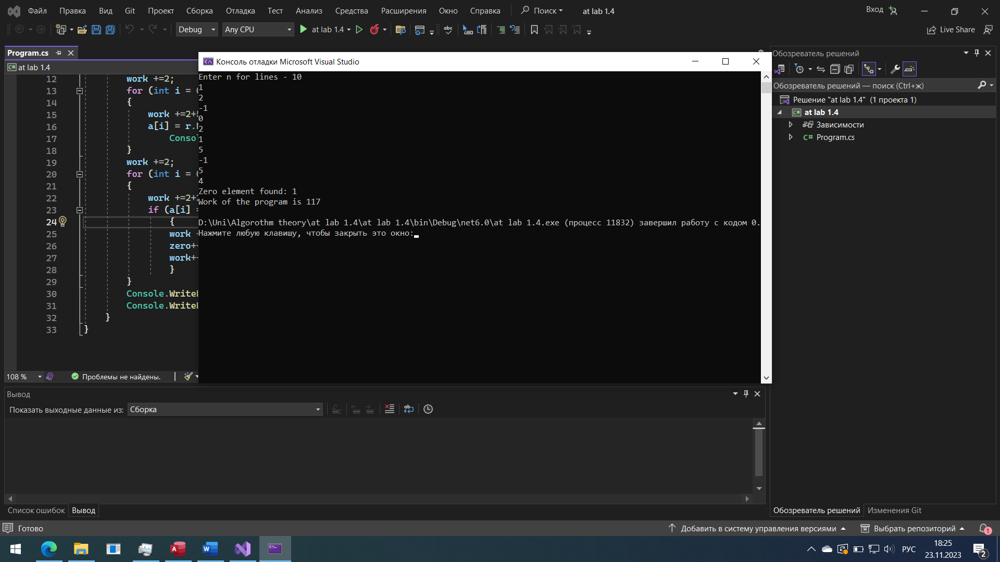 Файл Правка Вид Git Проект Сборка Отладка Тест Анализ Средства Расширения Окно Справка Поиск at lab 1.4 Вход
Debug Any CPU at lab 1.4 Live Share
Program.cs
at lab 1.4
12 work +=2;
13 for (int i =
14 {
15 work +=2+
16 a[i] = r.
17 Conso
18 }
19 work +=2;
20 for (int i =
21 {
22 work +=2+
23 if (a[i]
24 {
25 work
26 zero++
27 work+
28 }
29 }
30 Console.Write
31 Console.Write
32 }
33 }
108 % Проблемы не найдены.
Консоль отладки Microsoft Visual Studio
Enter n for lines - 10
1
2
-1
0
2
1
5
-1
5
4
Zero element found: 1
Work of the program is 117
D:\Uni\Algorothm theory\at lab 1.4\at lab 1.4\bin\Debug\net6.0\at lab 1.4.exe (процесс 11832) завершил работу с кодом 0.
Нажмите любую клавишу, чтобы закрыть это окно:
Обозреватель решений
Обозреватель решений — поиск (Ctrl+ж)
Решение "at lab 1.4" (1 проекта 1)
at lab 1.4
Зависимости
C# Program.cs
Вывод
Показать выходные данные из: Сборка
Список ошибок Вывод
Обозреватель решений Изменения Git
Готово Добавить в систему управления версиями Выбрать репозиторий 1
РУС 18:25
23.11.2023 2